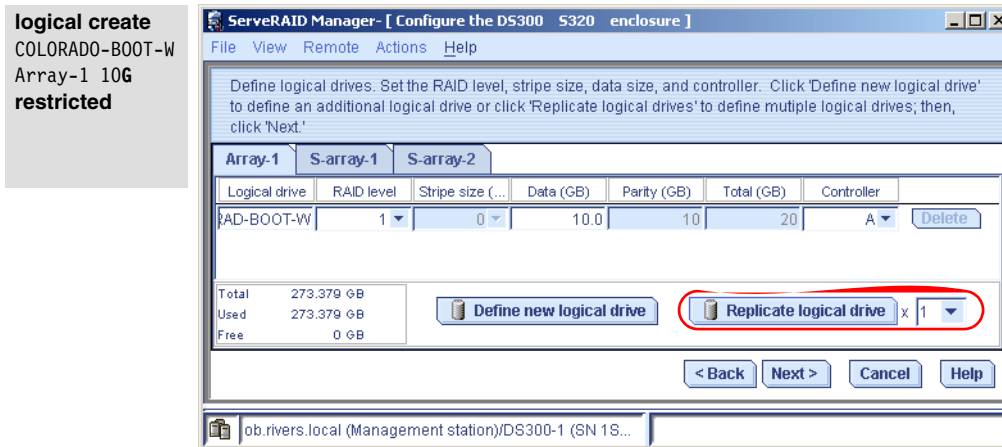 logical create
COLORADO-BOOT-W
Array-1 10G
restricted
ServeRAID Manager- [ Configure the DS300 5320 enclosure ]
File View Remote Actions Help
Define logical drives. Set the RAID level, stripe size, data size, and controller. Click 'Define new logical drive'
to define an additional logical drive or click 'Replicate logical drives' to define mutiple logical drives; then,
click 'Next.'
Array-1 S-array-1 S-array-2
Logical drive RAID level Stripe size (... Data (GB) Parity (GB) Total (GB) Controller
RAD-BOOT-W 1 0 10.0 10 20 A Delete
Total 273.379 GB
Used 273.379 GB
Free 0 GB
Define new logical drive Replicate logical drive x 1
< Back Next > Cancel Help
ob.rivers.local (Management station)/DS300-1 (SN 1S...